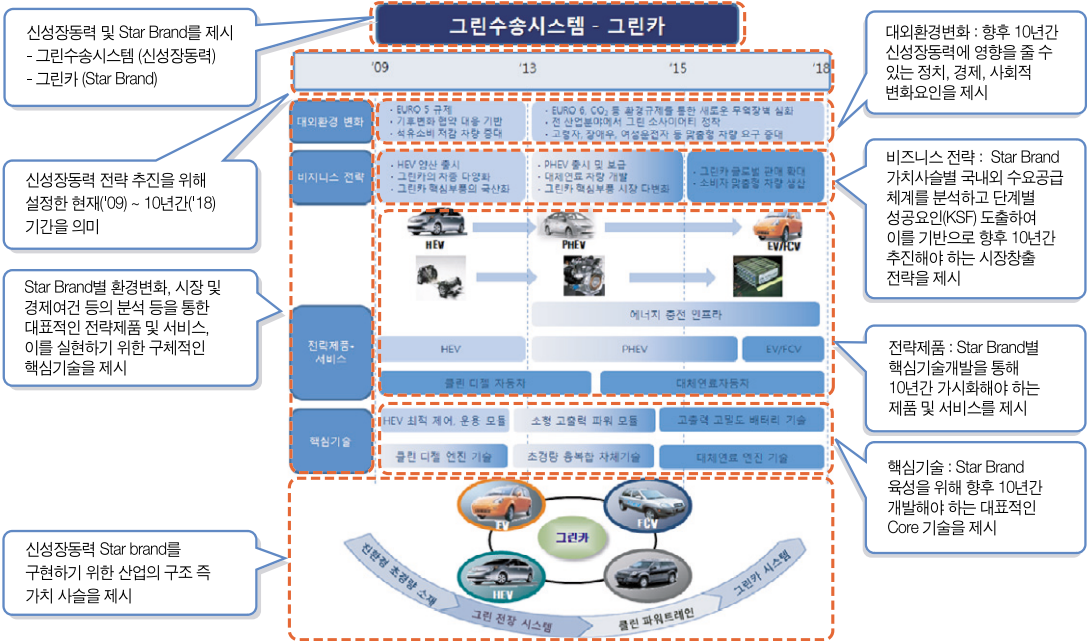 그린수송시스템 - 그린카
신성장동력 및 Star Brand를 제시
- 그린수송시스템 (신성장동력)
- 그린카 (Star Brand)
대외환경변화 : 향후 10년간
신성장동력에 영향을 줄 수
있는 정치, 경제, 사회적
변화요인을 제시
'09 '13 '15 '18
대외환경 변화
· EURO 5 규제
· 기후변화 협약 대응 기반
· 석유소비 저감 차량 증대
· EURO 6, CO₂ 등 환경규제를 통한 새로운 무역장벽 심화
· 전 산업분야에서 그린 소사이어티 정착
· 고령자, 장애우, 여성운전자 등 맞춤형 차량 요구 증대
신성장동력 전략 추진을 위해
설정한 현재('09) ~ 10년간('18)
기간을 의미
비지니스 전략
· HEV 양산 출시
· 그린카의 차종 다양화
· 그린카 핵심부품의 국산화
· PHEV 출시 및 보급
· 대체연료 차량 개발
· 그린카 핵심부품 시장 다변화
· 그린카 글로벌 판매 확대
· 소비자 맞춤형 차량 생산
비즈니스 전략 : Star Brand
가치사슬별 국내외 수요공급
체계를 분석하고 단계별
성공요인(KSF) 도출하여
이를 기반으로 향후 10년간
추진해야 하는 시장창출
전략을 제시
Star Brand별 환경변화, 시장 및
경제여건 등의 분석 등을 통한
대표적인 전략제품 및 서비스,
이를 실현하기 위한 구체적인
핵심기술을 제시
전략제품·
서비스
HEV PHEV EV/FCV
에너지 충전 인프라
HEV PHEV EV/FCV
클린 디젤 자동차 대체연료자동차
전략제품 : Star Brand별
핵심기술개발을 통해
10년간 가시화해야 하는
제품 및 서비스를 제시
핵심기술
HEV 최적 제어, 운용 모듈 소형 고출력 파워 모듈 고출력 고밀도 배터리 기술
클린 디젤 엔진 기술 초경량 융복합 차체기술 대체연료 엔진 기술
핵심기술 : Star Brand
육성을 위해 향후 10년간
개발해야 하는 대표적인
Core 기술을 제시
신성장동력 Star brand를
구현하기 위한 산업의 구조 즉
가치 사슬을 제시
EV FCV
그린카
HEV
친환경 초경량 소재
그린 전장 시스템
클린 파워트레인
그린카 시스템